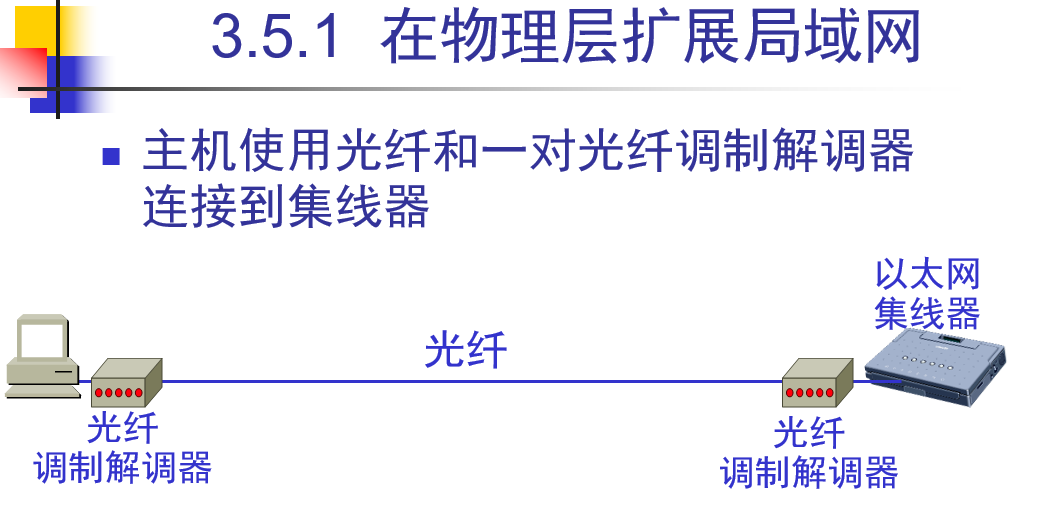 3.5.1 在物理层扩展局域网
主机使用光纤和一对光纤调制解调器
连接到集线器
以太网
集线器
光纤
光纤
调制解调器
光纤
调制解调器